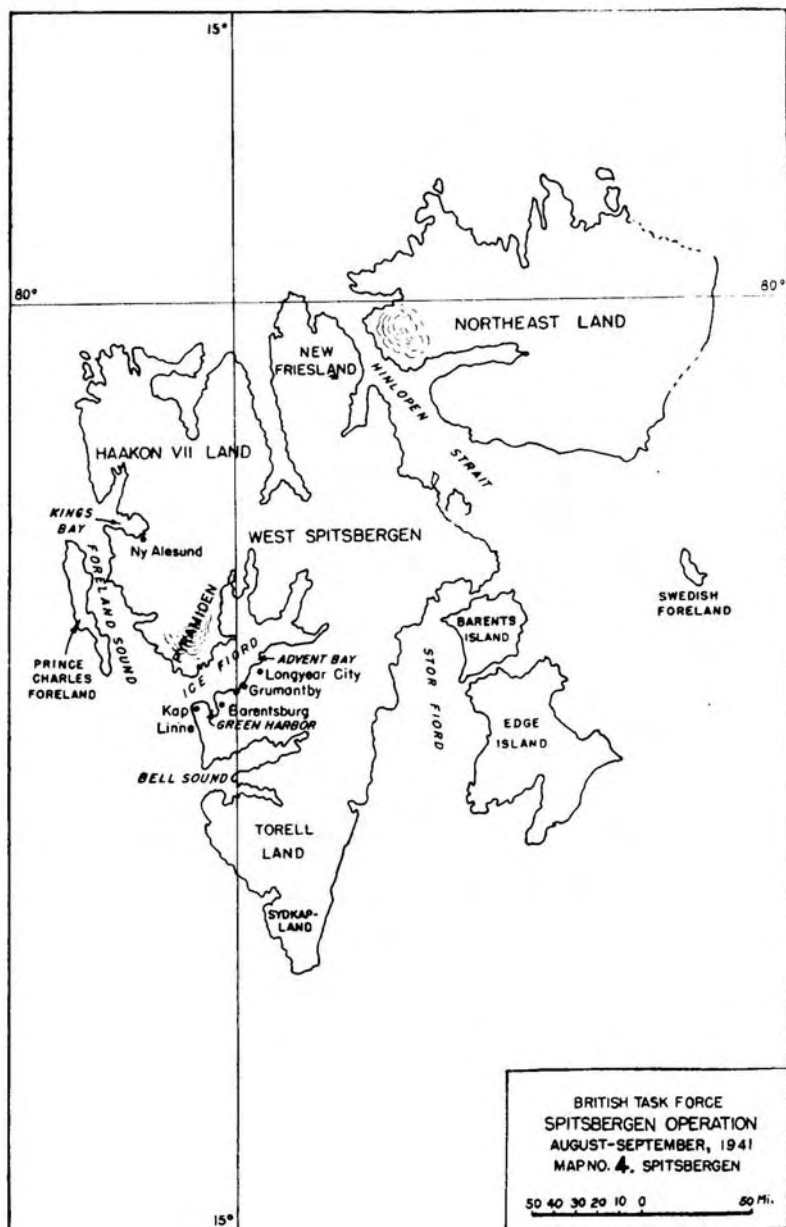 15°
80°
80°
NORTHEAST LAND
NEW
FRIESLAND
HINLOPEN
STRAIT
HAAKON VII LAND
KINGS
BAY
Ny Alesund
WEST SPITSBERGEN
FORELAND SOUND
PYRAMIDEN
SWEDISH
FORELAND
BARENTS
ISLAND
PRINCE
CHARLES
FORELAND
ICE FIORD
ADVENT BAY
Longyear City
Grumantby
Kap
Linne
Barentsburg
GREEN HARBOR
STOR FIORD
EDGE
ISLAND
BELL SOUND
TORELL
LAND
SYDKAP-
LAND
BRITISH TASK FORCE
SPITSBERGEN OPERATION
AUGUST-SEPTEMBER, 1941
MAP NO. 4. SPITSBERGEN
50 40 30 20 10 0 50 Mi.
15°